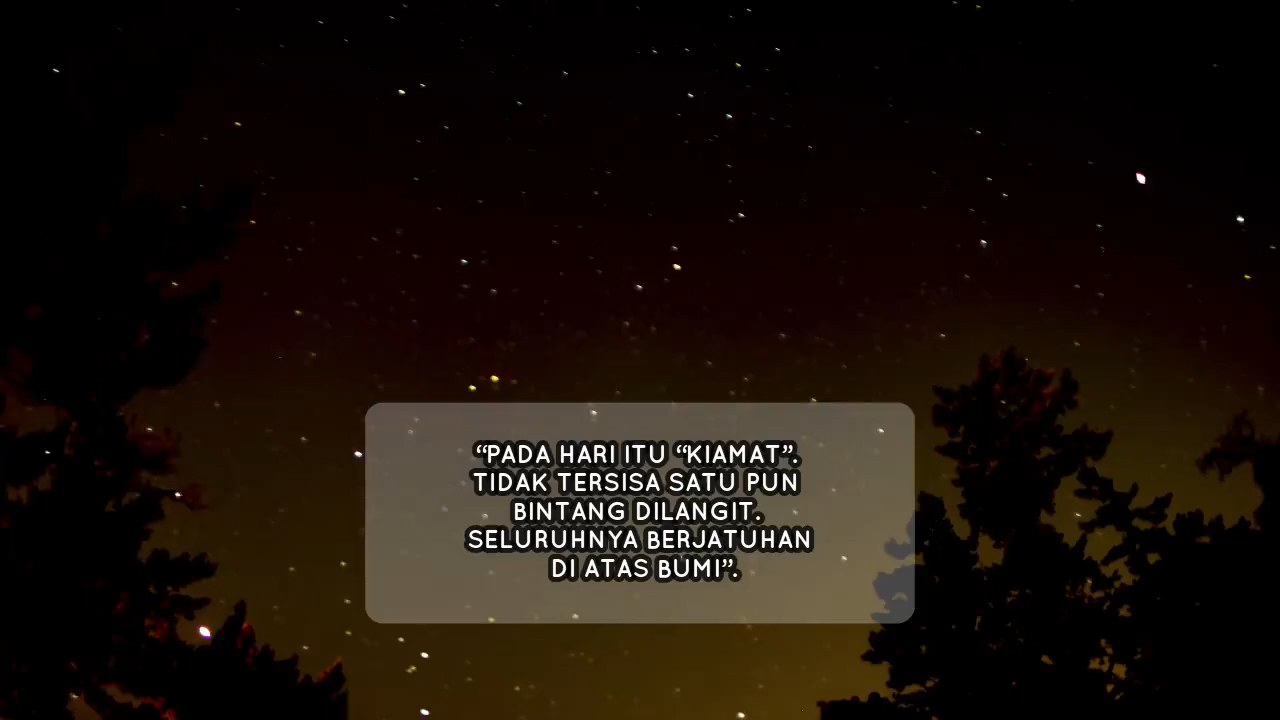 “PADA HARI ITU “KIAMAT”.
TIDAK TERSISA SATU PUN
BINTANG DILANGIT.
SELURUHNYA BERJATUHAN
DI ATAS BUMI”.